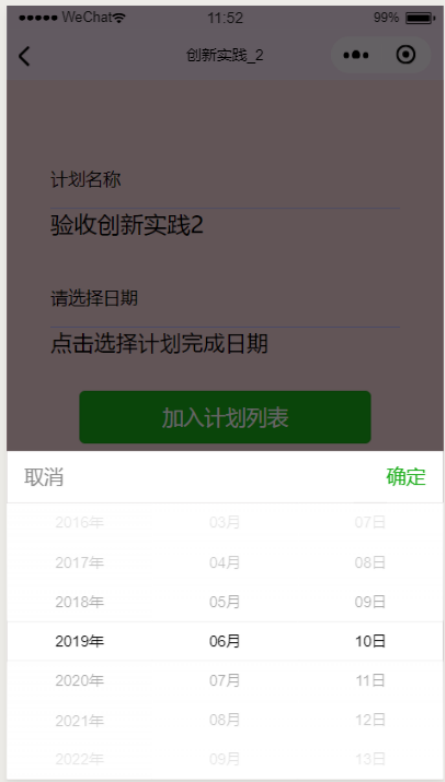 WeChat 11:52 99%
创新实践_2
计划名称
验收创新实践2
请选择日期
点击选择计划完成日期
加入计划列表
取消 确定
2016年 03月 07日
2017年 04月 08日
2018年 05月 09日
2019年 06月 10日
2020年 07月 11日
2021年 08月 12日
2022年 09月 13日